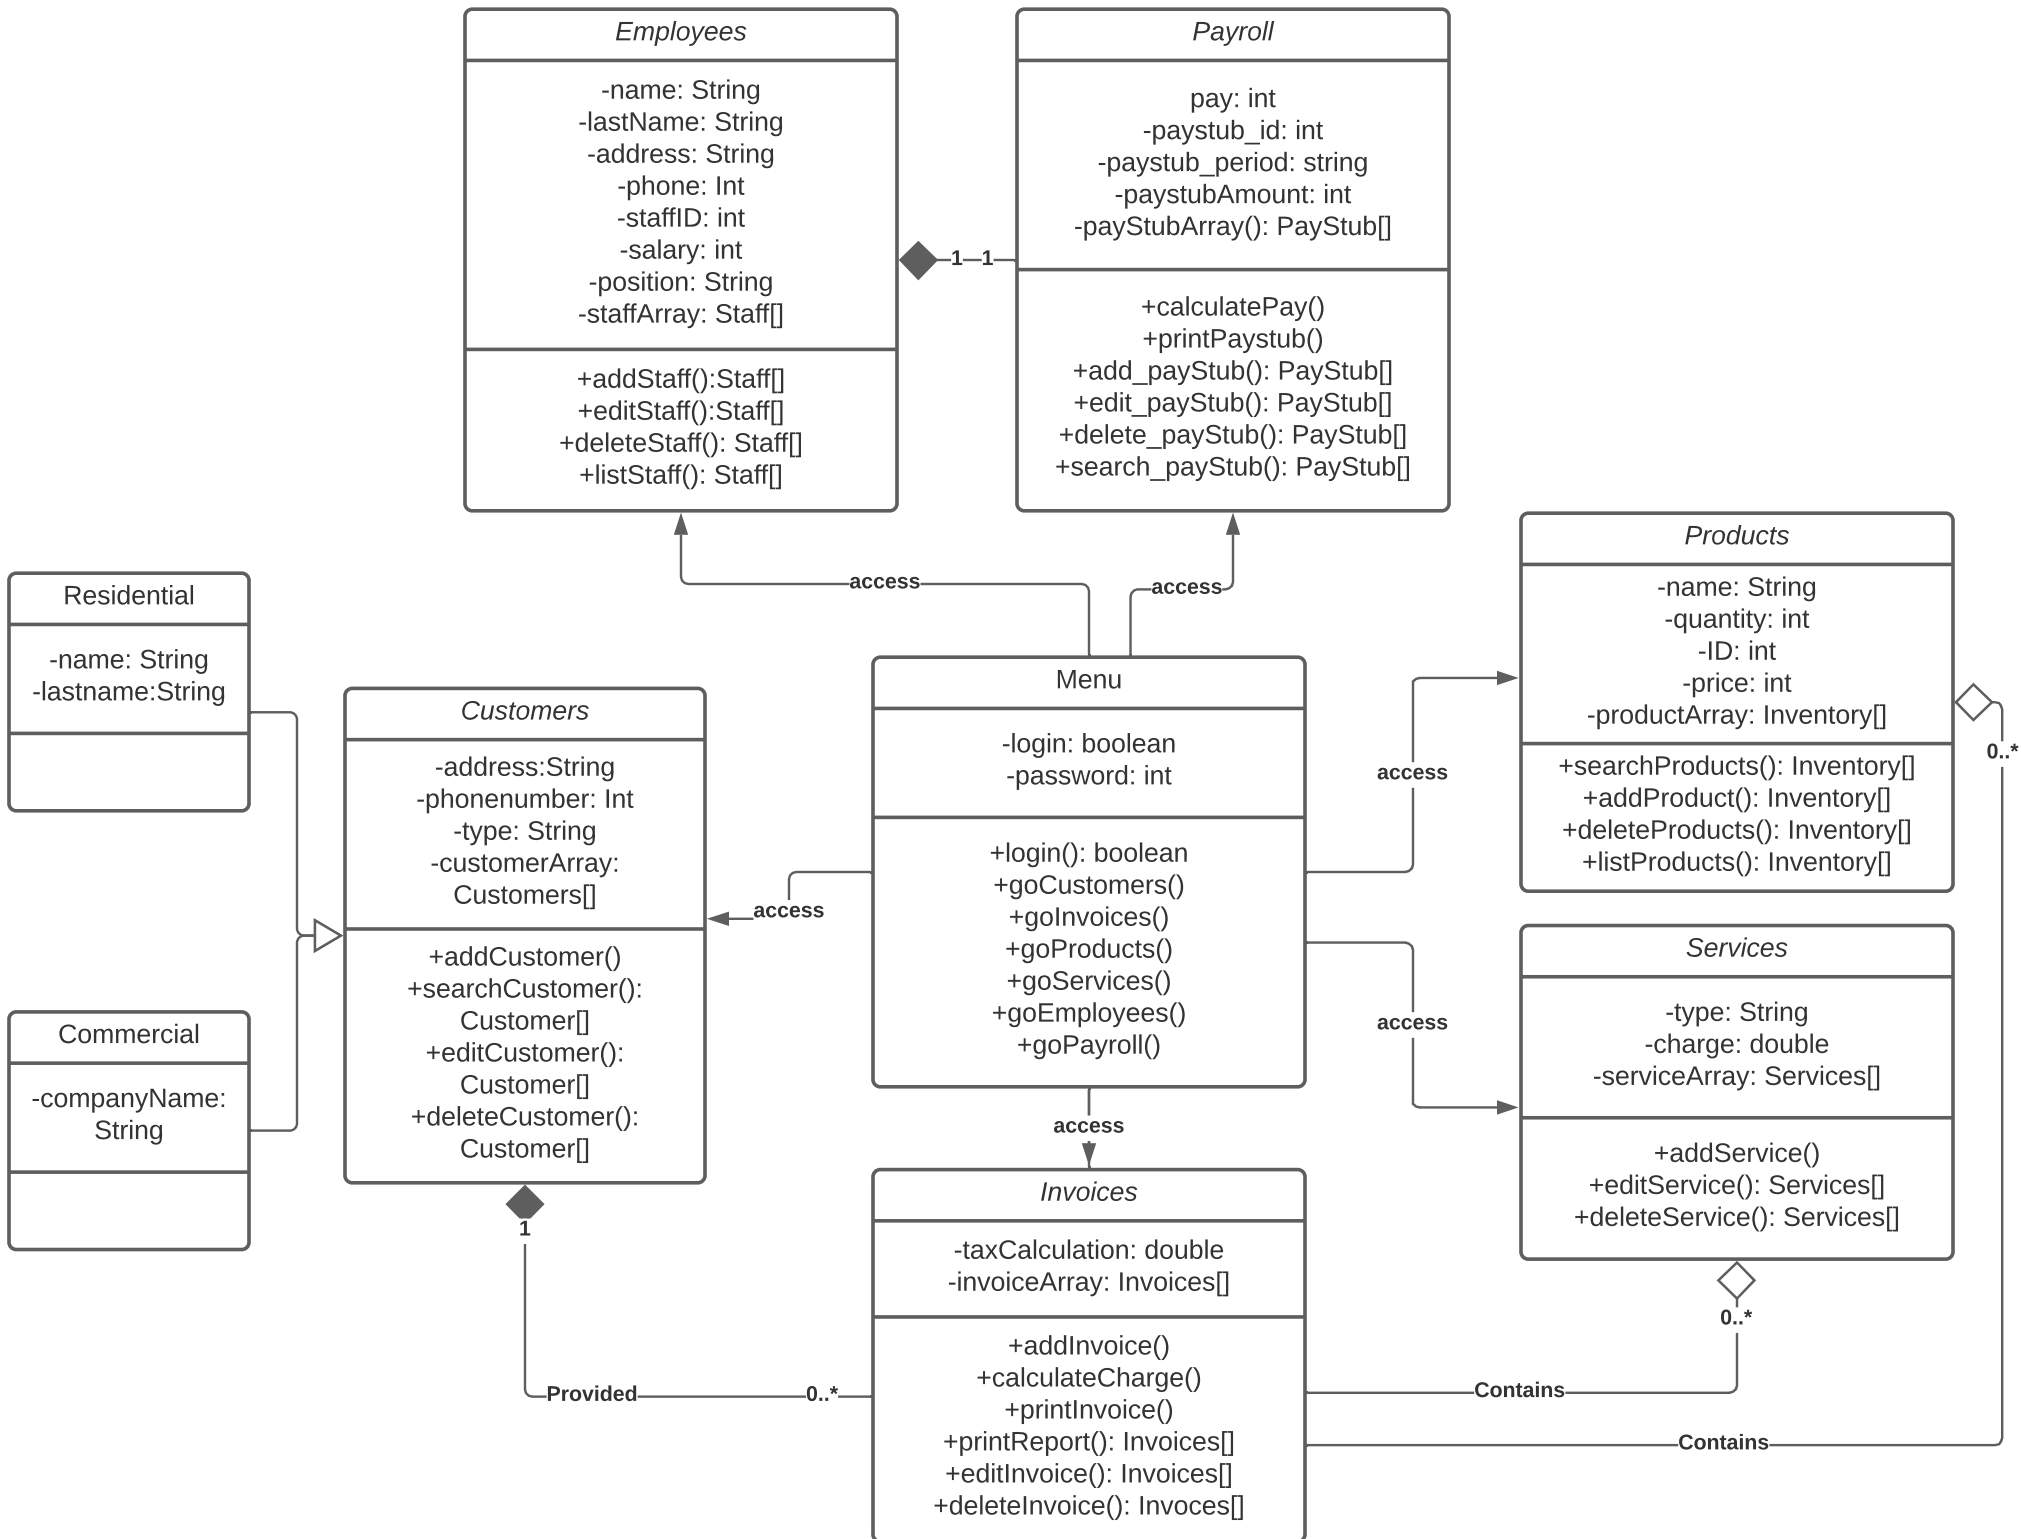 Employees
-name: String
-lastName: String
-address: String
-phone: Int
-staffID: int
-salary: int
-position: String
-staffArray: Staff[]
+addStaff():Staff[]
+editStaff():Staff[]
+deleteStaff(): Staff[]
+listStaff(): Staff[]
1
1
Payroll
pay: int
-paystub_id: int
-paystub_period: string
-paystubAmount: int
-payStubArray(): PayStub[]
+calculatePay()
+printPaystub()
+add_payStub(): PayStub[]
+edit_payStub(): PayStub[]
+delete_payStub(): PayStub[]
+search_payStub(): PayStub[]
access
access
Residential
-name: String
-lastname:String
Commercial
-companyName:
String
Customers
-address:String
-phonenumber: Int
-type: String
-customerArray:
Customers[]
+addCustomer()
+searchCustomer():
Customer[]
+editCustomer():
Customer[]
+deleteCustomer():
Customer[]
access
Menu
-login: boolean
-password: int
+login(): boolean
+goCustomers()
+goInvoices()
+goProducts()
+goServices()
+goEmployees()
+goPayroll()
access
access
access
Products
-name: String
-quantity: int
-ID: int
-price: int
-productArray: Inventory[]
+searchProducts(): Inventory[]
+addProduct(): Inventory[]
+deleteProducts(): Inventory[]
+listProducts(): Inventory[]
0..*
Services
-type: String
-charge: double
-serviceArray: Services[]
+addService()
+editService(): Services[]
+deleteService(): Services[]
0..*
1
Provided
0..*
Invoices
-taxCalculation: double
-invoiceArray: Invoices[]
+addInvoice()
+calculateCharge()
+printInvoice()
+printReport(): Invoices[]
+editInvoice(): Invoices[]
+deleteInvoice(): Invoces[]
Contains
Contains